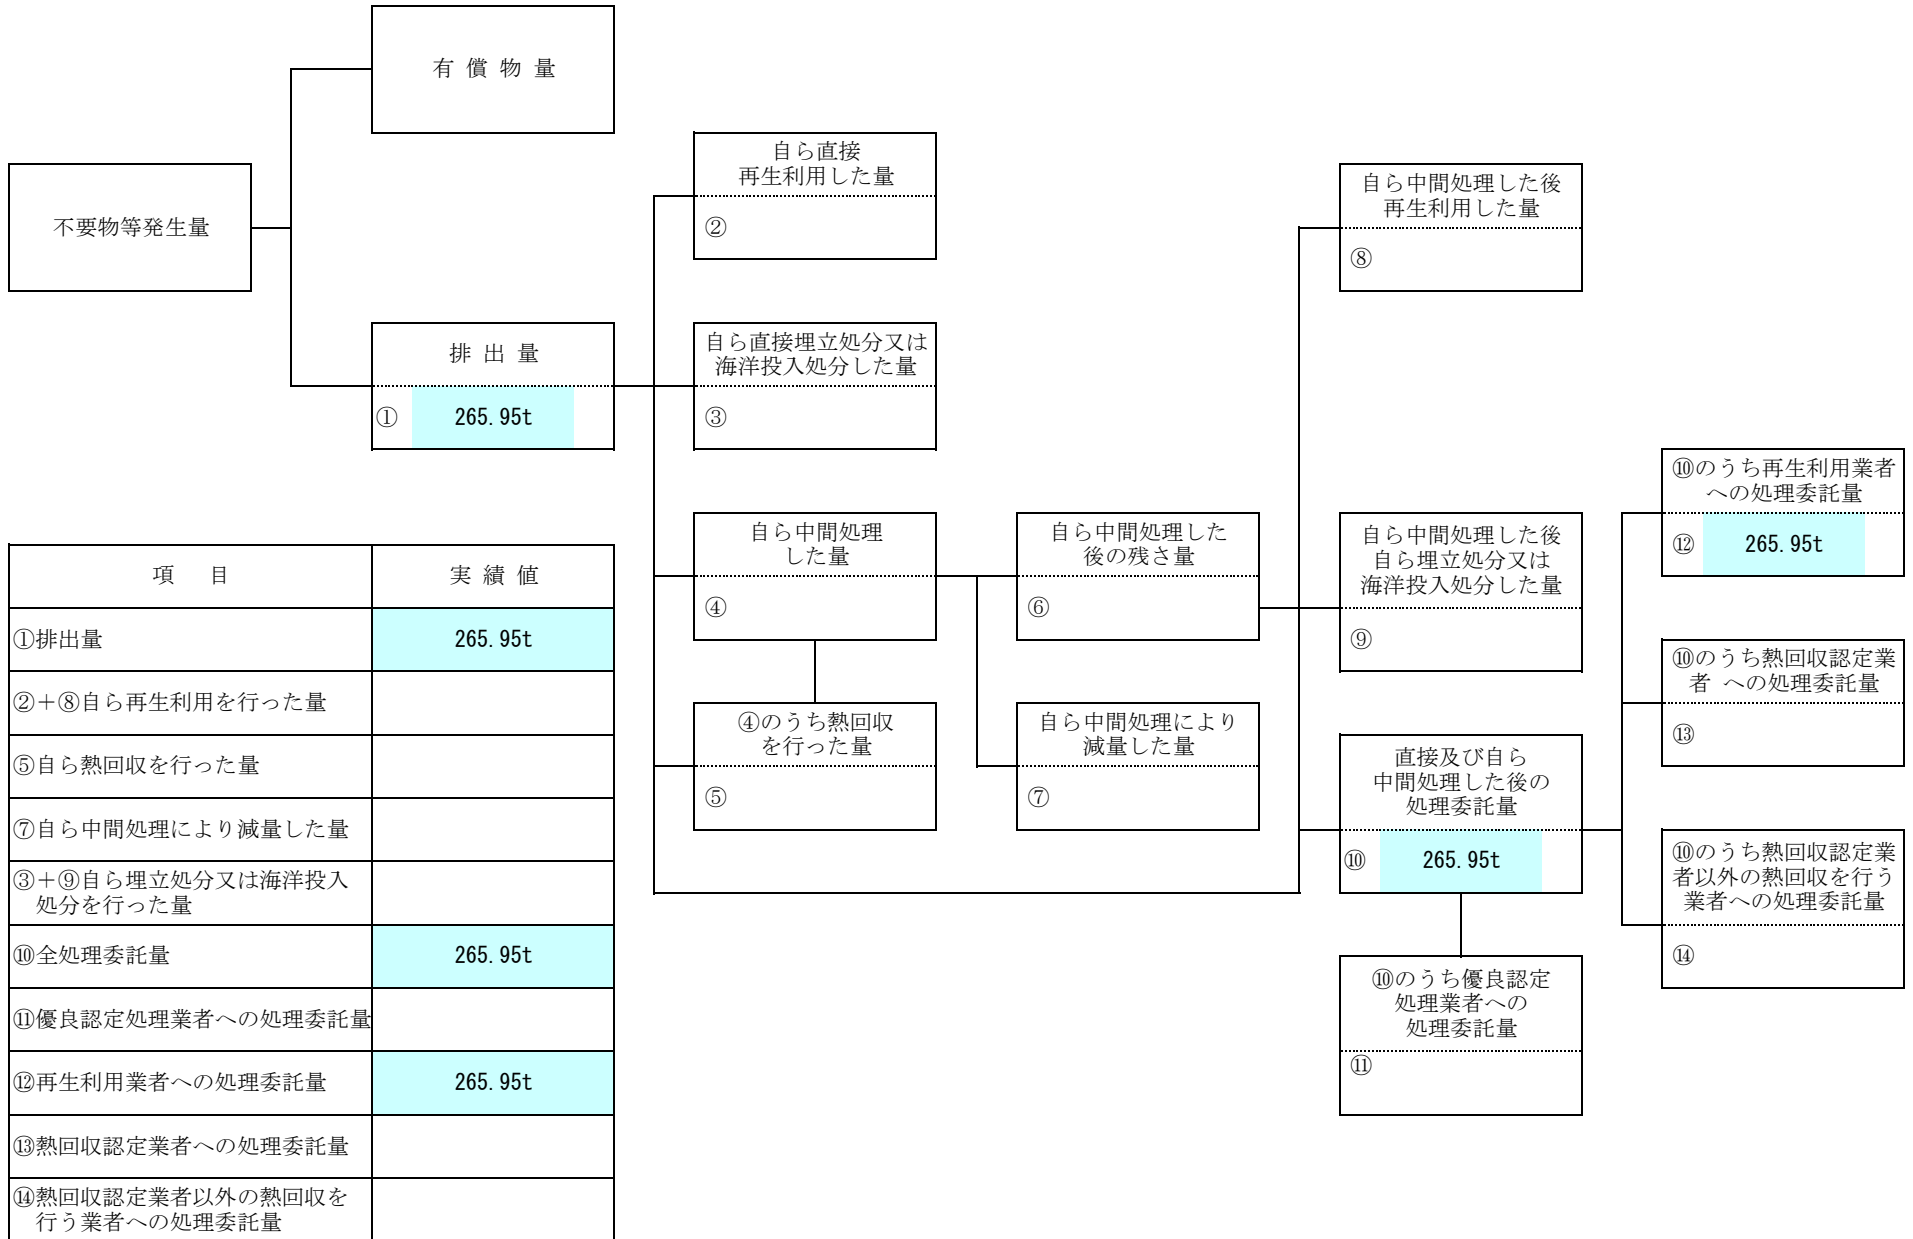 有 償 物 量
不要物等発生量
排 出 量
① 265.95t
自ら直接
再生利用した量
②
自ら直接埋立処分又は
海洋投入処分した量
③
自ら中間処理
した量
④
④のうち熱回収
を行った量
⑤
自ら中間処理した
後の残さ量
⑥
自ら中間処理により
減量した量
⑦
自ら中間処理した後
再生利用した量
⑧
自ら中間処理した後
自ら埋立処分又は
海洋投入処分した量
⑨
直接及び自ら
中間処理した後の
処理委託量
⑩ 265.95t
⑩のうち優良認定
処理業者への
処理委託量
⑪
⑩のうち再生利用業者
への処理委託量
⑫ 265.95t
⑩のうち熱回収認定業
者 への処理委託量
⑬
⑩のうち熱回収認定業
者以外の熱回収を行う
業者への処理委託量
⑭
項 目 実 績 値
①排出量 265.95t
②＋⑧自ら再生利用を行った量
⑤自ら熱回収を行った量
⑦自ら中間処理により減量した量
③＋⑨自ら埋立処分又は海洋投入
処分を行った量
⑩全処理委託量 265.95t
⑪優良認定処理業者への処理委託量
⑫再生利用業者への処理委託量 265.95t
⑬熱回収認定業者への処理委託量
⑭熱回収認定業者以外の熱回収を
行う業者への処理委託量